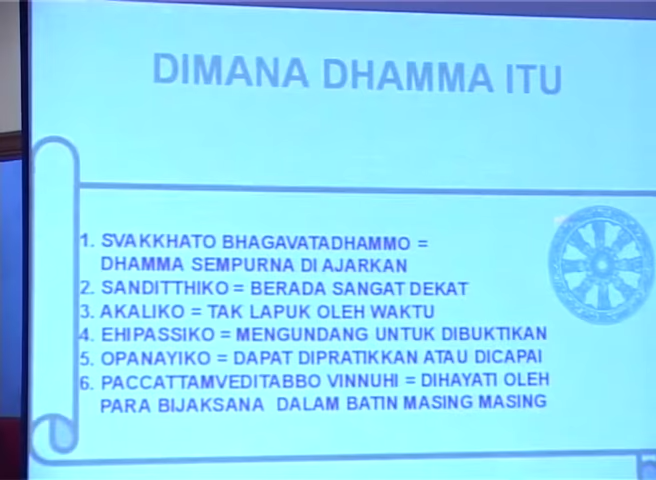 DIMANA DHAMMA ITU
1. SVAKKHATO BHAGAVATADHAMMO =
DHAMMA SEMPURNA DI AJARKAN
2. SANDITTHIKO = BERADA SANGAT DEKAT
3. AKALIKO = TAK LAPUK OLEH WAKTU
4. EHIPASSIKO = MENGUNDANG UNTUK DIBUKTIKAN
5. OPANAYIKO = DAPAT DIPRATIKKAN ATAU DICAPAI
6. PACCATTAMVEDITABBO VINNUHI = DIHAYATI OLEH
PARA BIJAKSANA DALAM BATIN MASING MASING